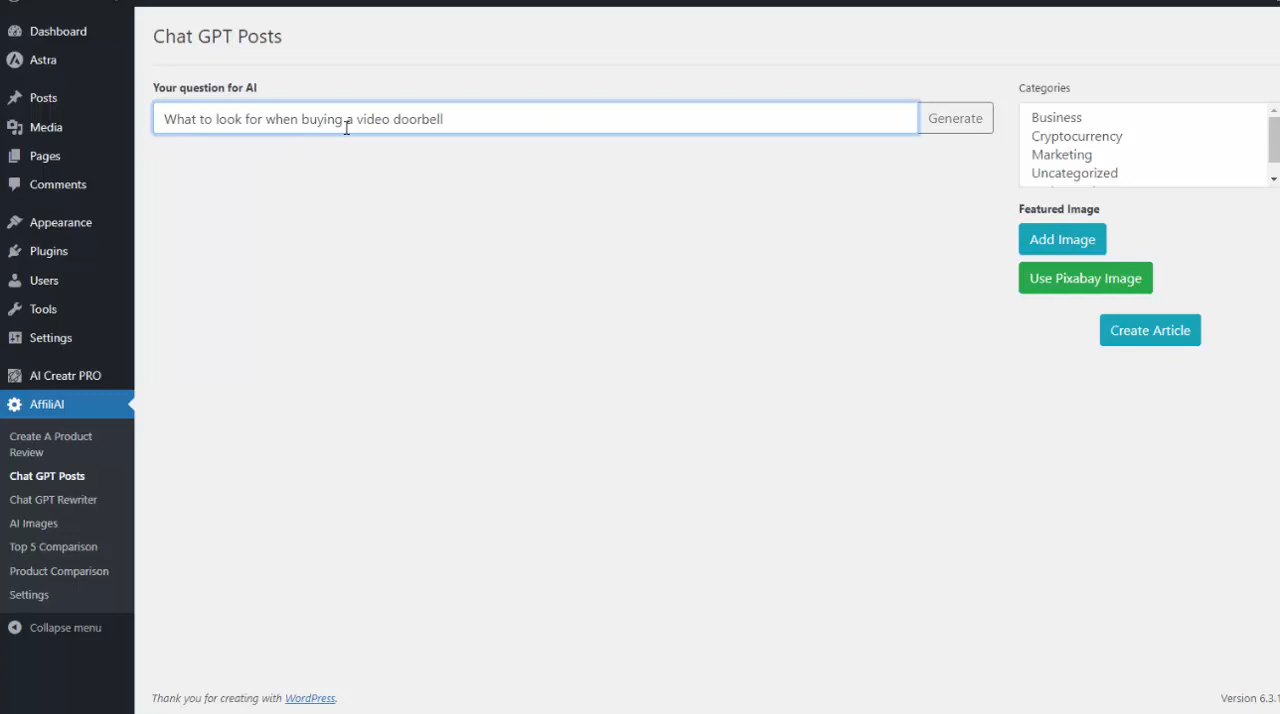 Dashboard
Astra
Posts
Media
Pages
Comments
Appearance
Plugins
Users
Tools
Settings
AI Creatr PRO
AffiliAI
Create A Product
Review
Chat GPT Posts
Chat GPT Rewriter
AI Images
Top 5 Comparison
Product Comparison
Settings
Collapse menu
Chat GPT Posts
Your question for AI
What to look for when buying a video doorbell
Generate
Categories
Business
Cryptocurrency
Marketing
Uncategorized
Featured Image
Add Image
Use Pixabay Image
Create Article
Thank you for creating with WordPress.
Version 6.3.1